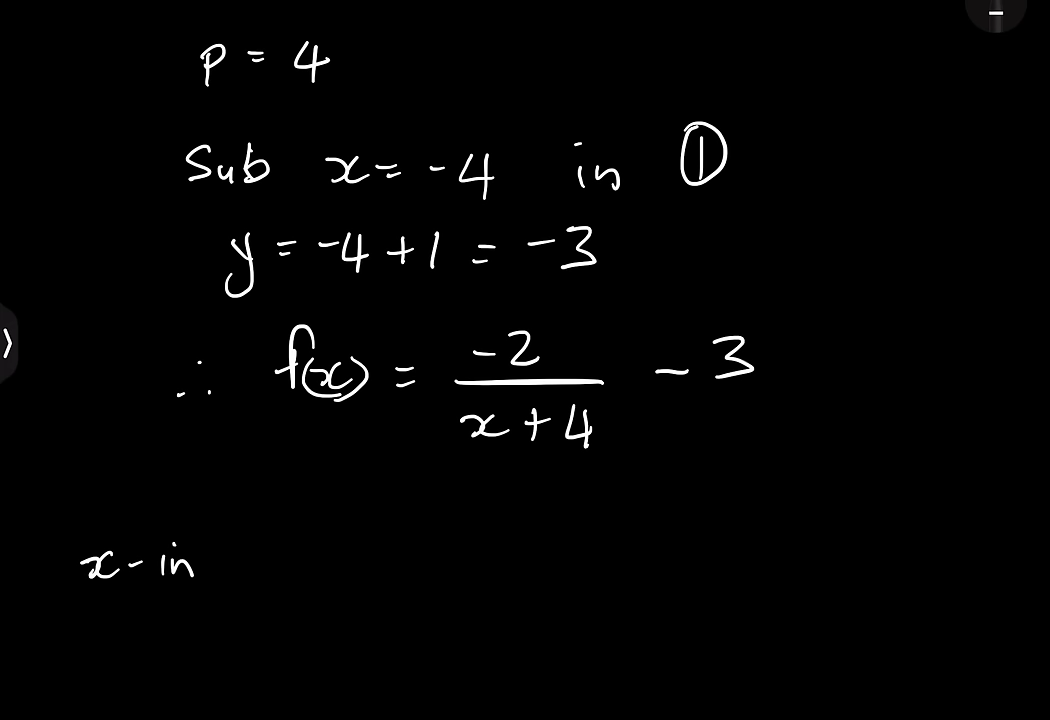 p = 4
Sub x = -4 in ①
y = -4 + 1 = -3
∴ f(x) = -2/(x + 4) - 3
x - in